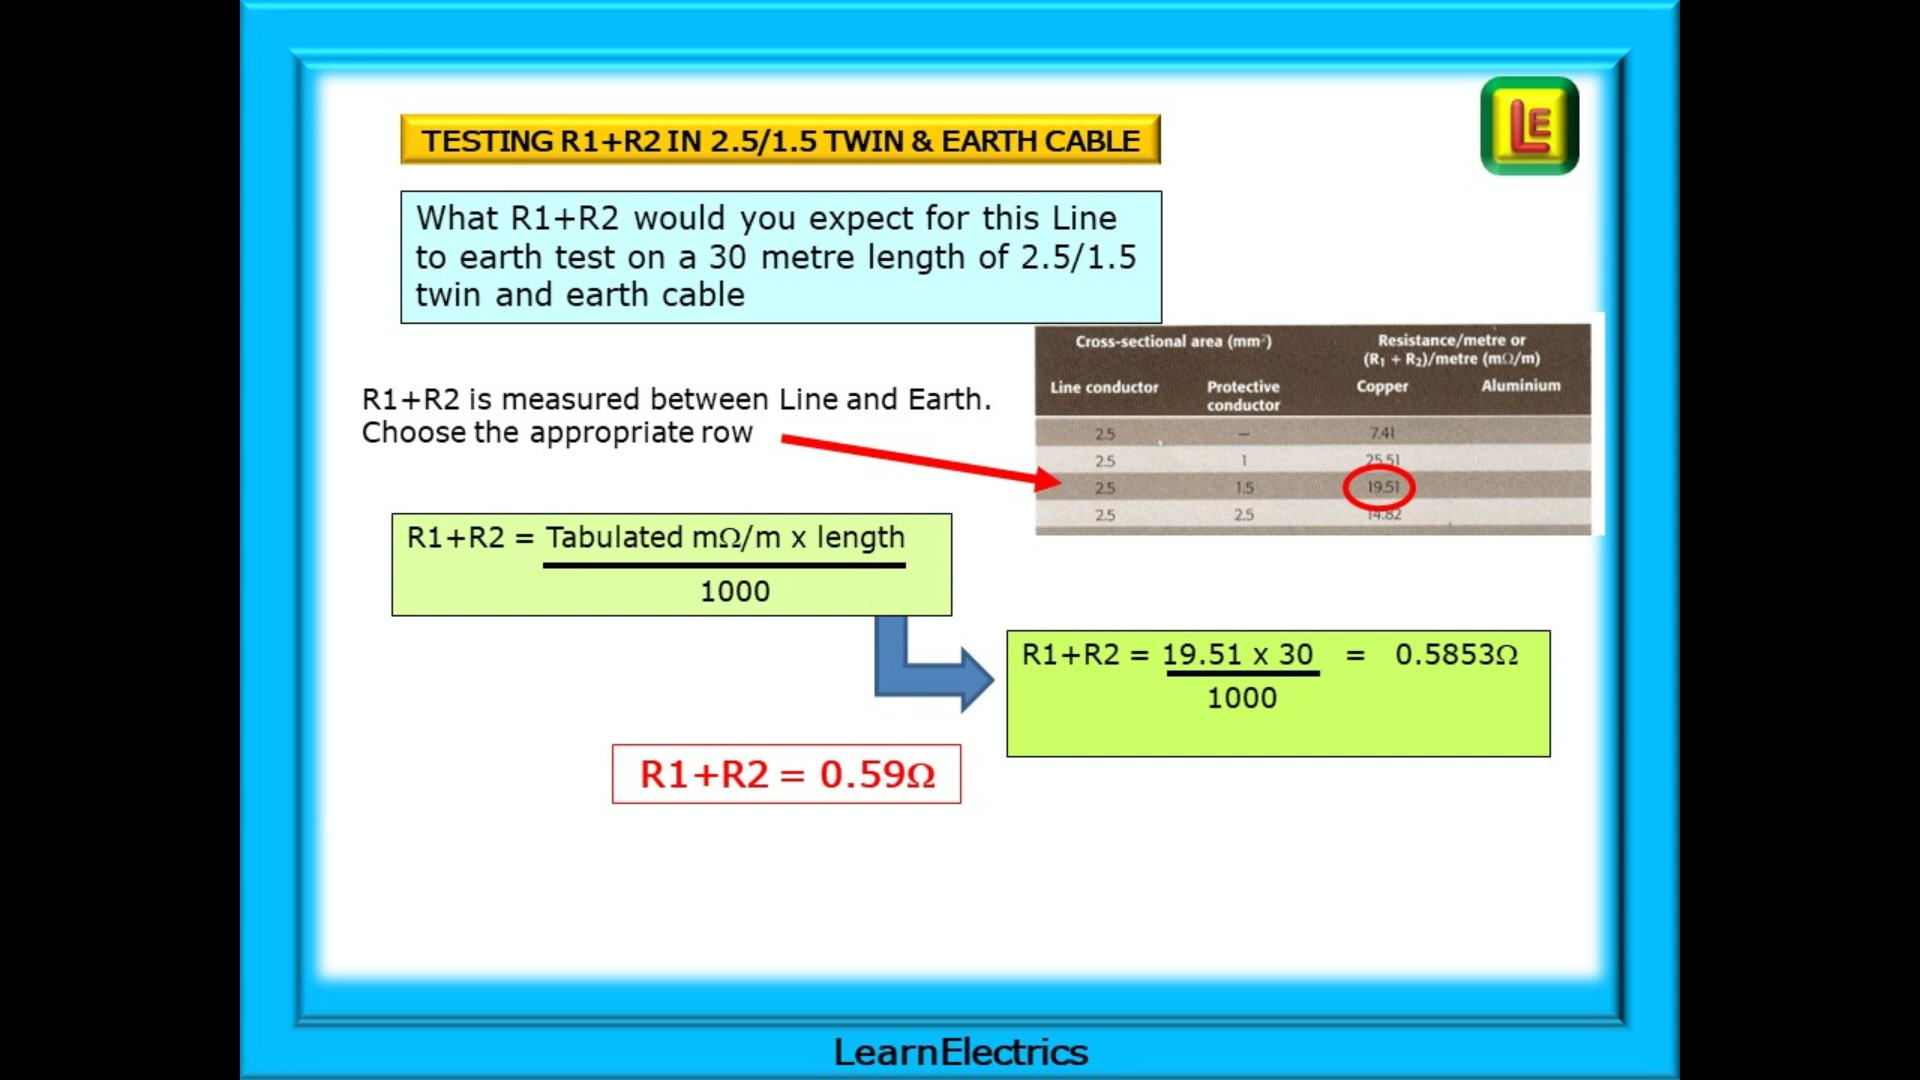 LE
TESTING R1+R2 IN 2.5/1.5 TWIN & EARTH CABLE
What R1+R2 would you expect for this Line
to earth test on a 30 metre length of 2.5/1.5
twin and earth cable
Cross-sectional area (mm²) Resistance/metre or
(R₁ + R₂)/metre (mΩ/m)
Line conductor Protective Copper Aluminium
conductor
2.5 — 7.41
2.5 1 25.51
2.5 1.5 19.51
2.5 2.5 14.82
R1+R2 is measured between Line and Earth.
Choose the appropriate row
R1+R2 = Tabulated mΩ/m x length
1000
R1+R2 = 19.51 x 30 = 0.5853Ω
1000
R1+R2 = 0.59Ω
LearnElectrics